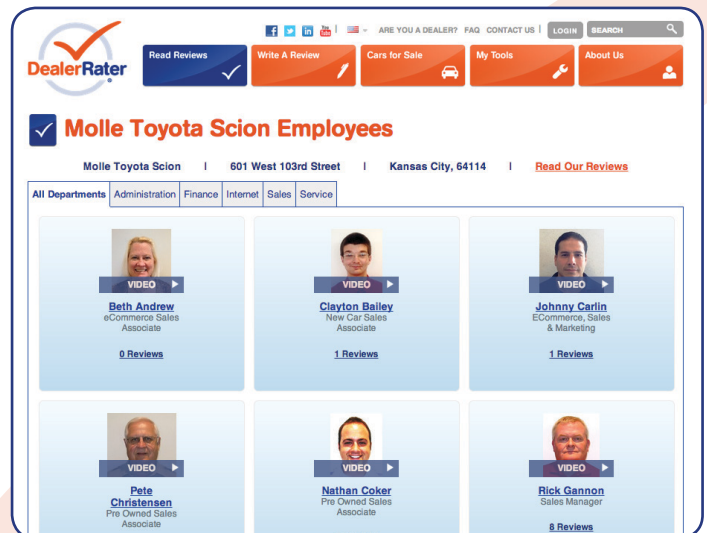 ARE YOU A DEALER? FAQ CONTACT US | LOGIN SEARCH
DealerRater
Read Reviews
Write A Review
Cars for Sale
My Tools
About Us
Molle Toyota Scion Employees
Molle Toyota Scion | 601 West 103rd Street | Kansas City, 64114 | Read Our Reviews
All Departments Administration Finance Internet Sales Service
VIDEO
Beth Andrew
eCommerce Sales
Associate
0 Reviews
VIDEO
Clayton Bailey
New Car Sales
Associate
1 Reviews
VIDEO
Johnny Carlin
ECommerce, Sales
& Marketing
1 Reviews
VIDEO
Pete
Christensen
Pre Owned Sales
Associate
VIDEO
Nathan Coker
Pre Owned Sales
Associate
VIDEO
Rick Gannon
Sales Manager
8 Reviews